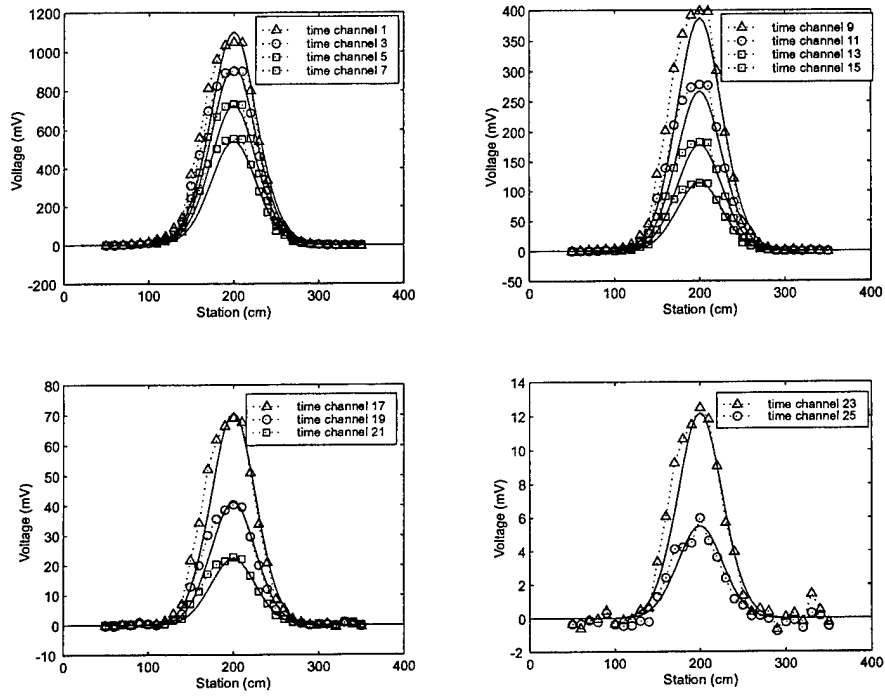 1200
1000
800
600
400
200
0
-200
0
100
200
300
400
Voltage (mV)
Station (cm)
time channel 1
time channel 3
time channel 5
time channel 7
400
350
300
250
200
150
100
50
0
-50
0
100
200
300
400
Voltage (mV)
Station (cm)
time channel 9
time channel 11
time channel 13
time channel 15
80
70
60
50
40
30
20
10
0
-10
0
100
200
300
400
Voltage (mV)
Station (cm)
time channel 17
time channel 19
time channel 21
14
12
10
8
6
4
2
0
-2
0
100
200
300
400
Voltage (mV)
Station (cm)
time channel 23
time channel 25